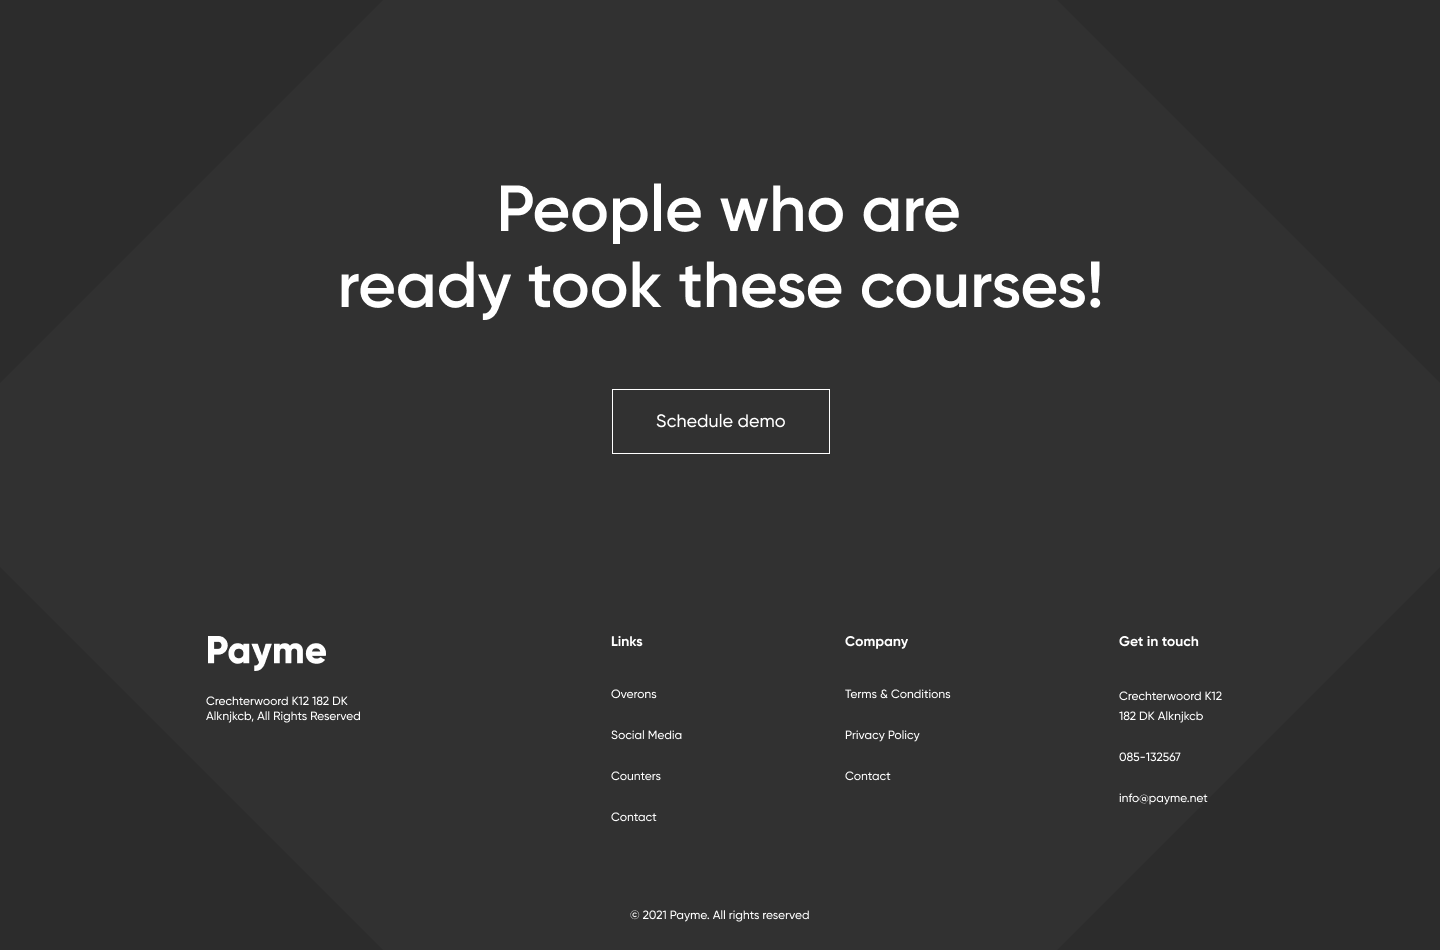 People who are
ready took these courses!
Schedule demo
Payme
Crechterwoord K12 182 DK
Alknjkcb, All Rights Reserved
Links
Overons
Social Media
Counters
Contact
Company
Terms & Conditions
Privacy Policy
Contact
Get in touch
Crechterwoord K12
182 DK Alknjkcb
085-132567
info@payme.net
© 2021 Payme. All rights reserved